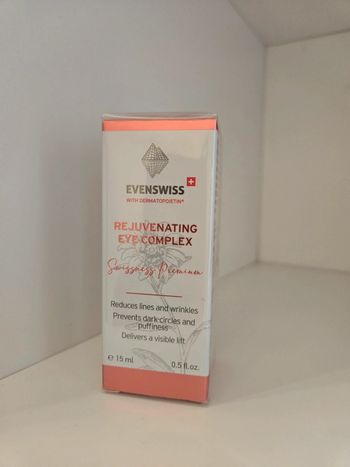 EVENSWISS
WITH DERMATOPOIETIN®
REJUVENATING
EYE COMPLEX
Swissness Premium
Reduces lines and wrinkles
Prevents dark circles and
puffiness
Delivers a visible lift
℮ 15 ml 0.5 fl.oz.